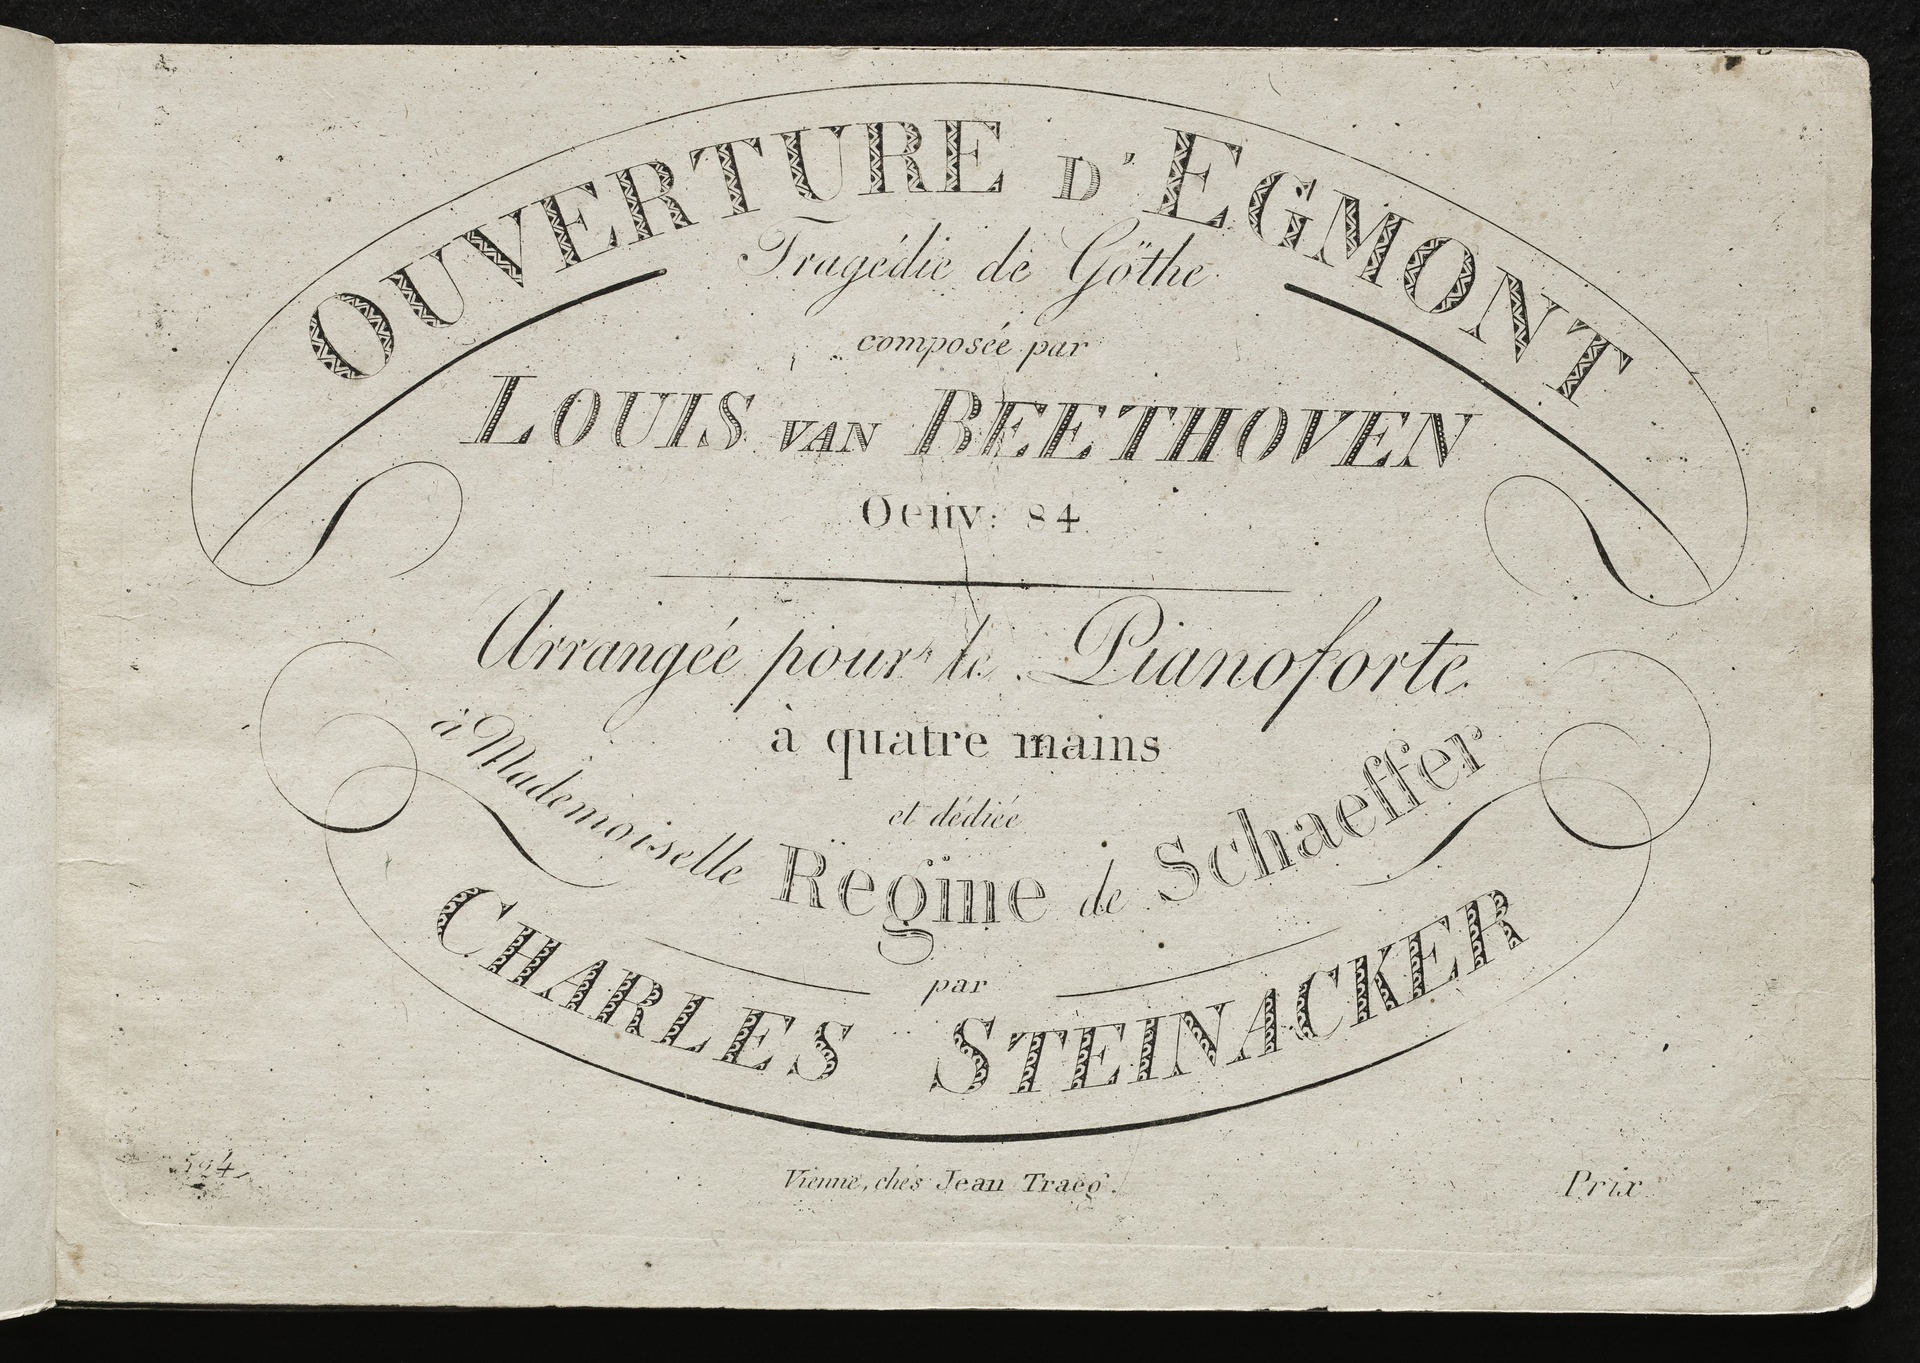 OUVERTURE D'EGMONT
Tragédie de Göthe
composée par
LOUIS VAN BEETHOVEN
Oeuv: 84
Arrangée pour le Pianoforte
à quatre mains
et dédiée
à Mademoiselle Regine de Schaeffer
par
CHARLES STEINACKER
Vienne, chés Jean Traeg.
Prix